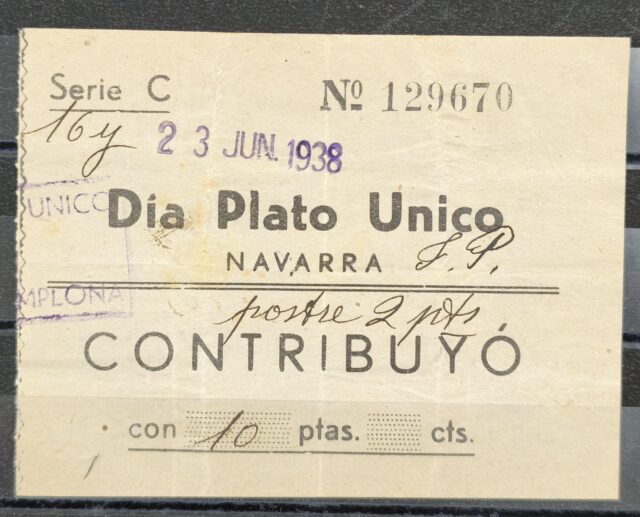 Serie C Nº 129670
16 y 23 JUN. 1938
UNICO
Día Plato Unico
NAVARRA F.P.
MPLONA
postre 2 pts
CONTRIBUYÓ
con 10 ptas. cts.